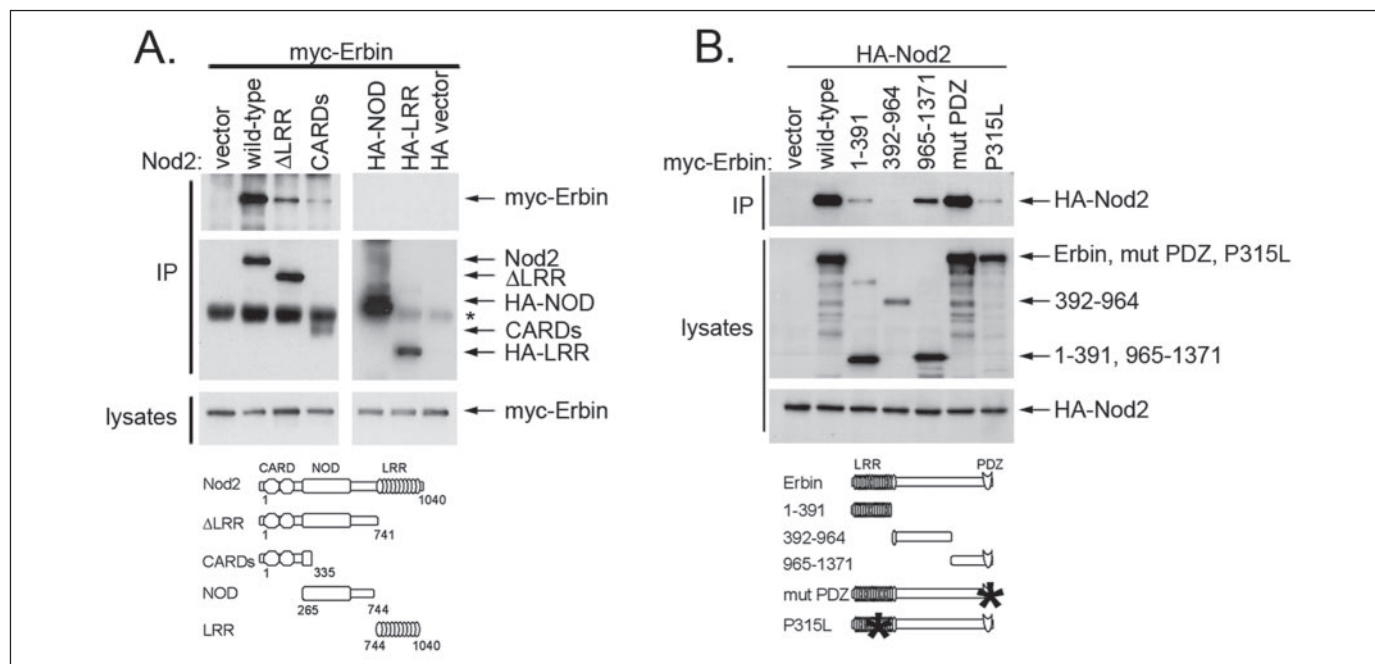 A.
myc-Erbin
Nod2:
vector
wild-type
ΔLRR
CARDs
HA-NOD
HA-LRR
HA vector
IP
myc-Erbin
Nod2
ΔLRR
HA-NOD
*
CARDs
HA-LRR
lysates
myc-Erbin
CARD NOD LRR
Nod2
1 1040
ΔLRR
1 741
CARDs
1 335
NOD
265 744
LRR
744 1040
B.
HA-Nod2
myc-Erbin:
vector
wild-type
1-391
392-964
965-1371
mut PDZ
P315L
IP
HA-Nod2
lysates
Erbin, mut PDZ, P315L
392-964
1-391, 965-1371
HA-Nod2
LRR PDZ
Erbin
1-391
392-964
965-1371
mut PDZ
*
P315L
*